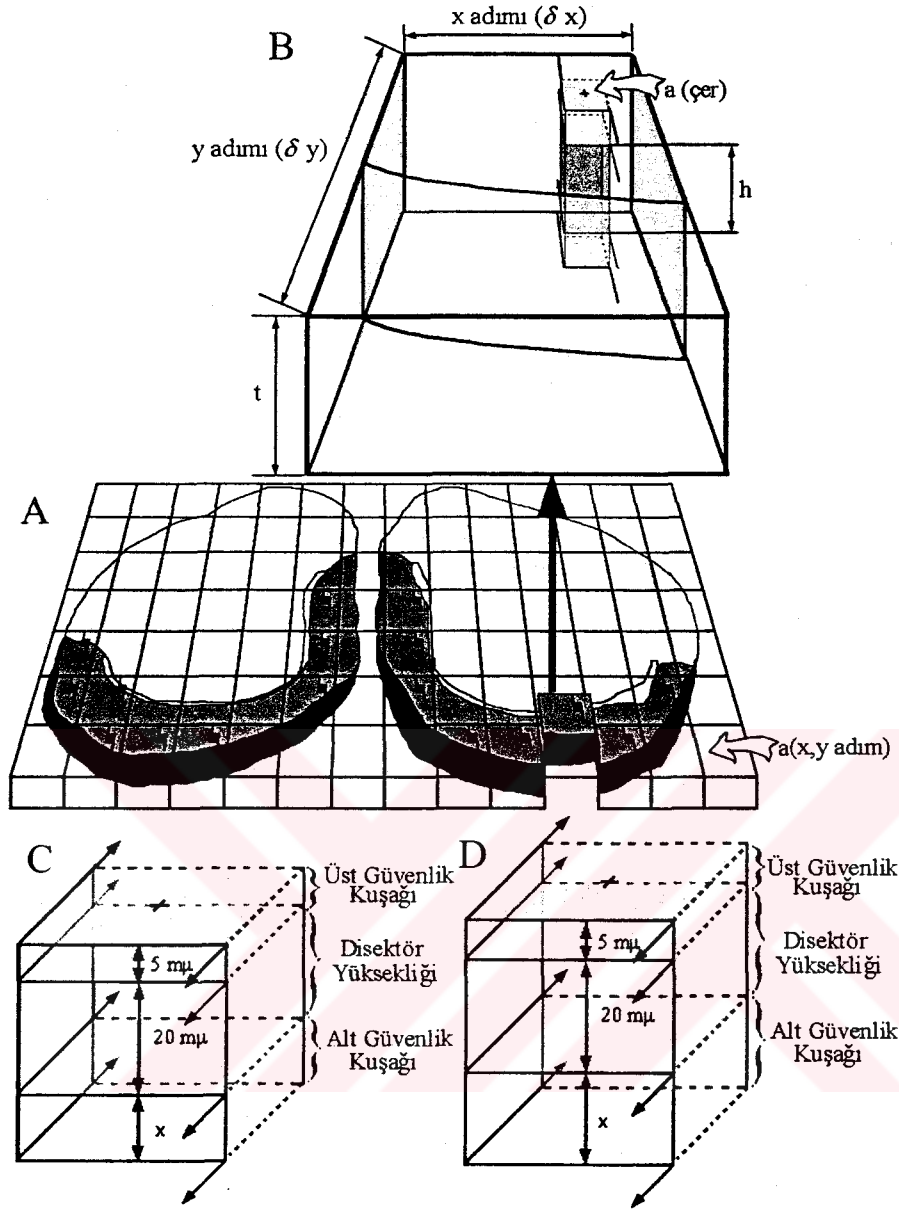 B
x adımı (δ x)
a (çer)
y adımı (δ y)
h
t
A
a(x,y adım)
C
Üst Güvenlik
Kuşağı
5 mµ
Disektör
Yüksekliği
20 mµ
Alt Güvenlik
Kuşağı
x
D
Üst Güvenlik
Kuşağı
5 mµ
Disektör
Yüksekliği
20 mµ
Alt Güvenlik
Kuşağı
x